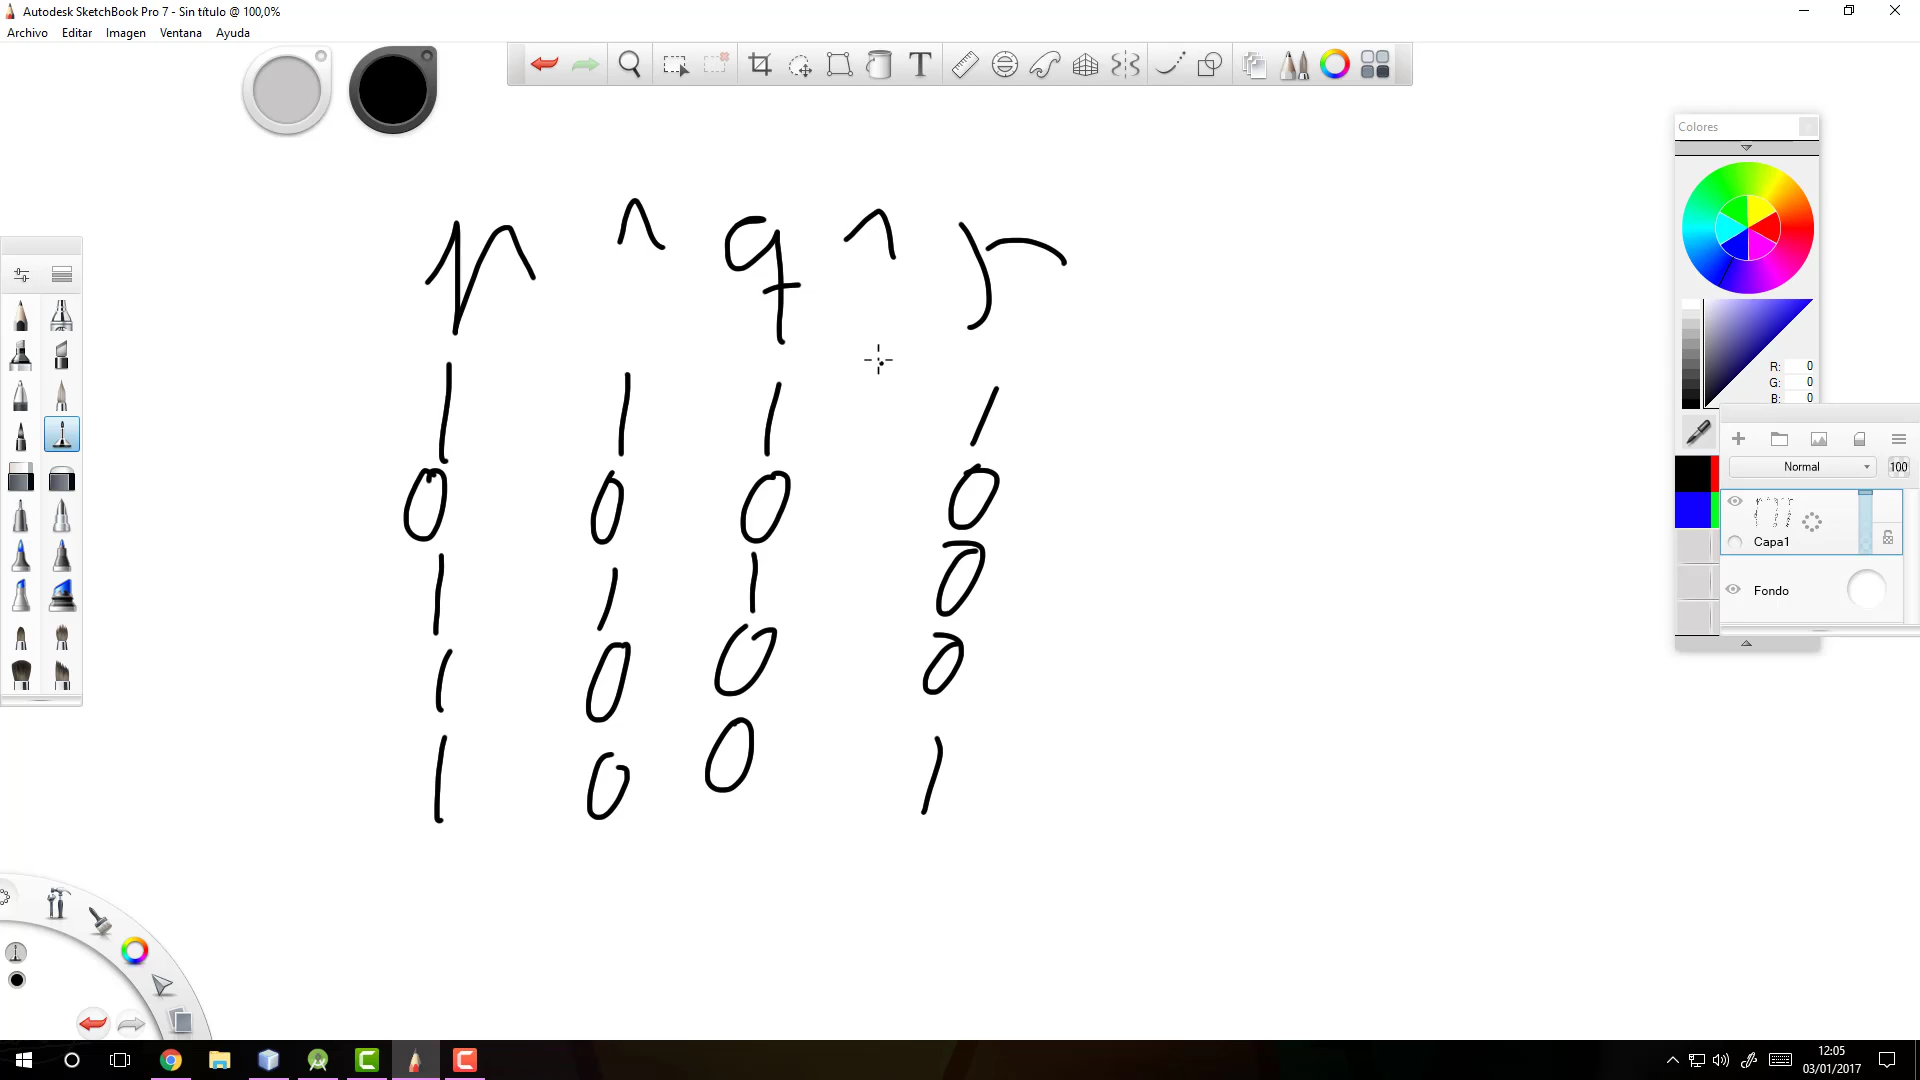 Autodesk SketchBook Pro 7 - Sin título @ 100,0%
Archivo Editar Imagen Ventana Ayuda
T
Colores
p ^ q ^ r
1 1 1 1
0 0 0 0
1 1 1 0
1 0 0 0
1 0 0 1
R: 0
G: 0
B: 0
Normal 100
Capa1
Fondo
12:05
03/01/2017